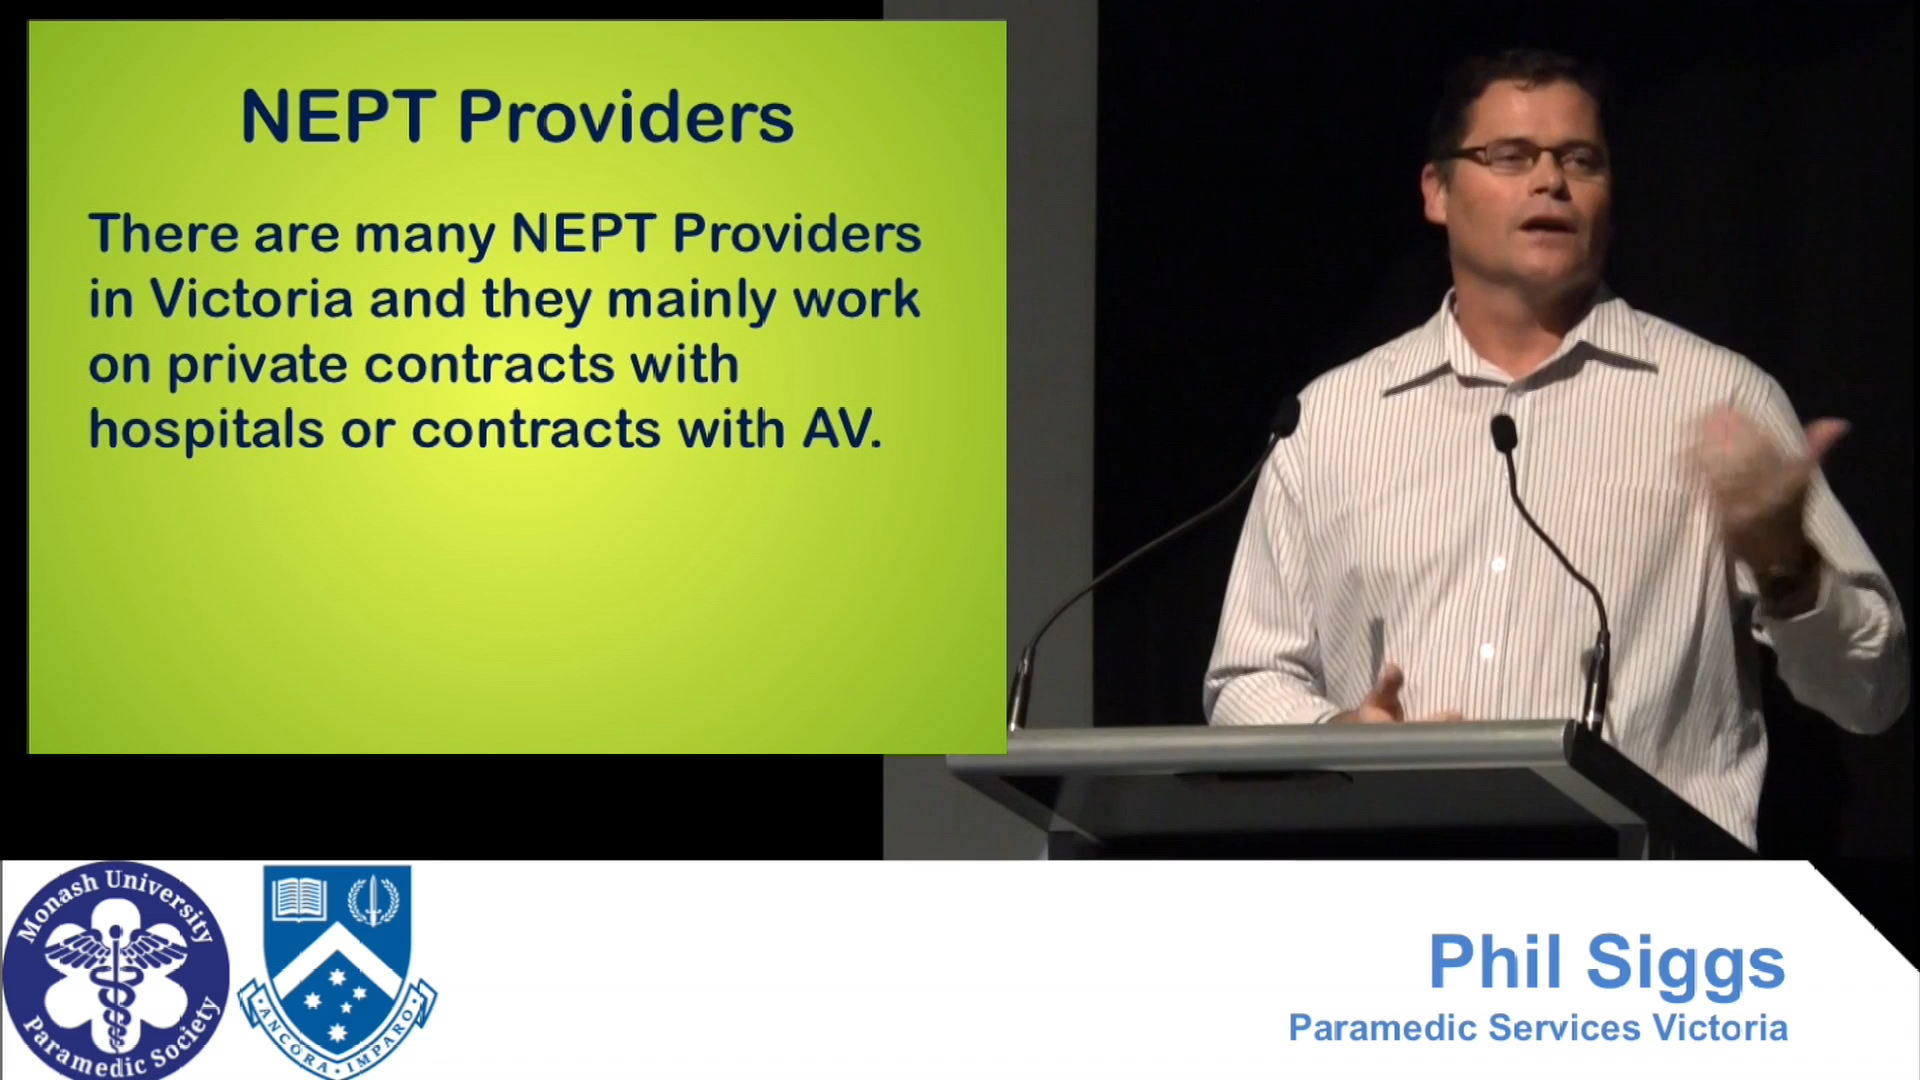 NEPT Providers
There are many NEPT Providers
in Victoria and they mainly work
on private contracts with
hospitals or contracts with AV.
Monash University
Paramedic Society
ANCORA · IMPARO
Phil Siggs
Paramedic Services Victoria